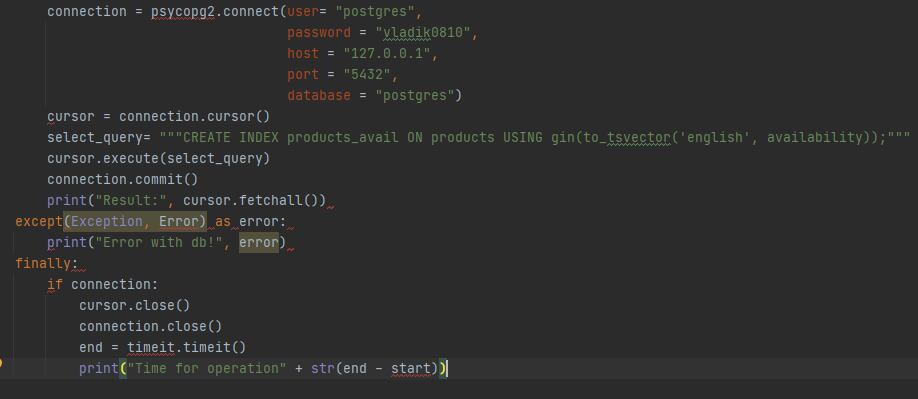 connection = psycopg2.connect(user= "postgres",
password = "vladik0810",
host = "127.0.0.1",
port = "5432",
database = "postgres")
cursor = connection.cursor()
select_query= """CREATE INDEX products_avail ON products USING gin(to_tsvector('english', availability));"""
cursor.execute(select_query)
connection.commit()
print("Result:", cursor.fetchall())
except(Exception, Error) as error:
print("Error with db!", error)
finally:
if connection:
cursor.close()
connection.close()
end = timeit.timeit()
print("Time for operation" + str(end - start))